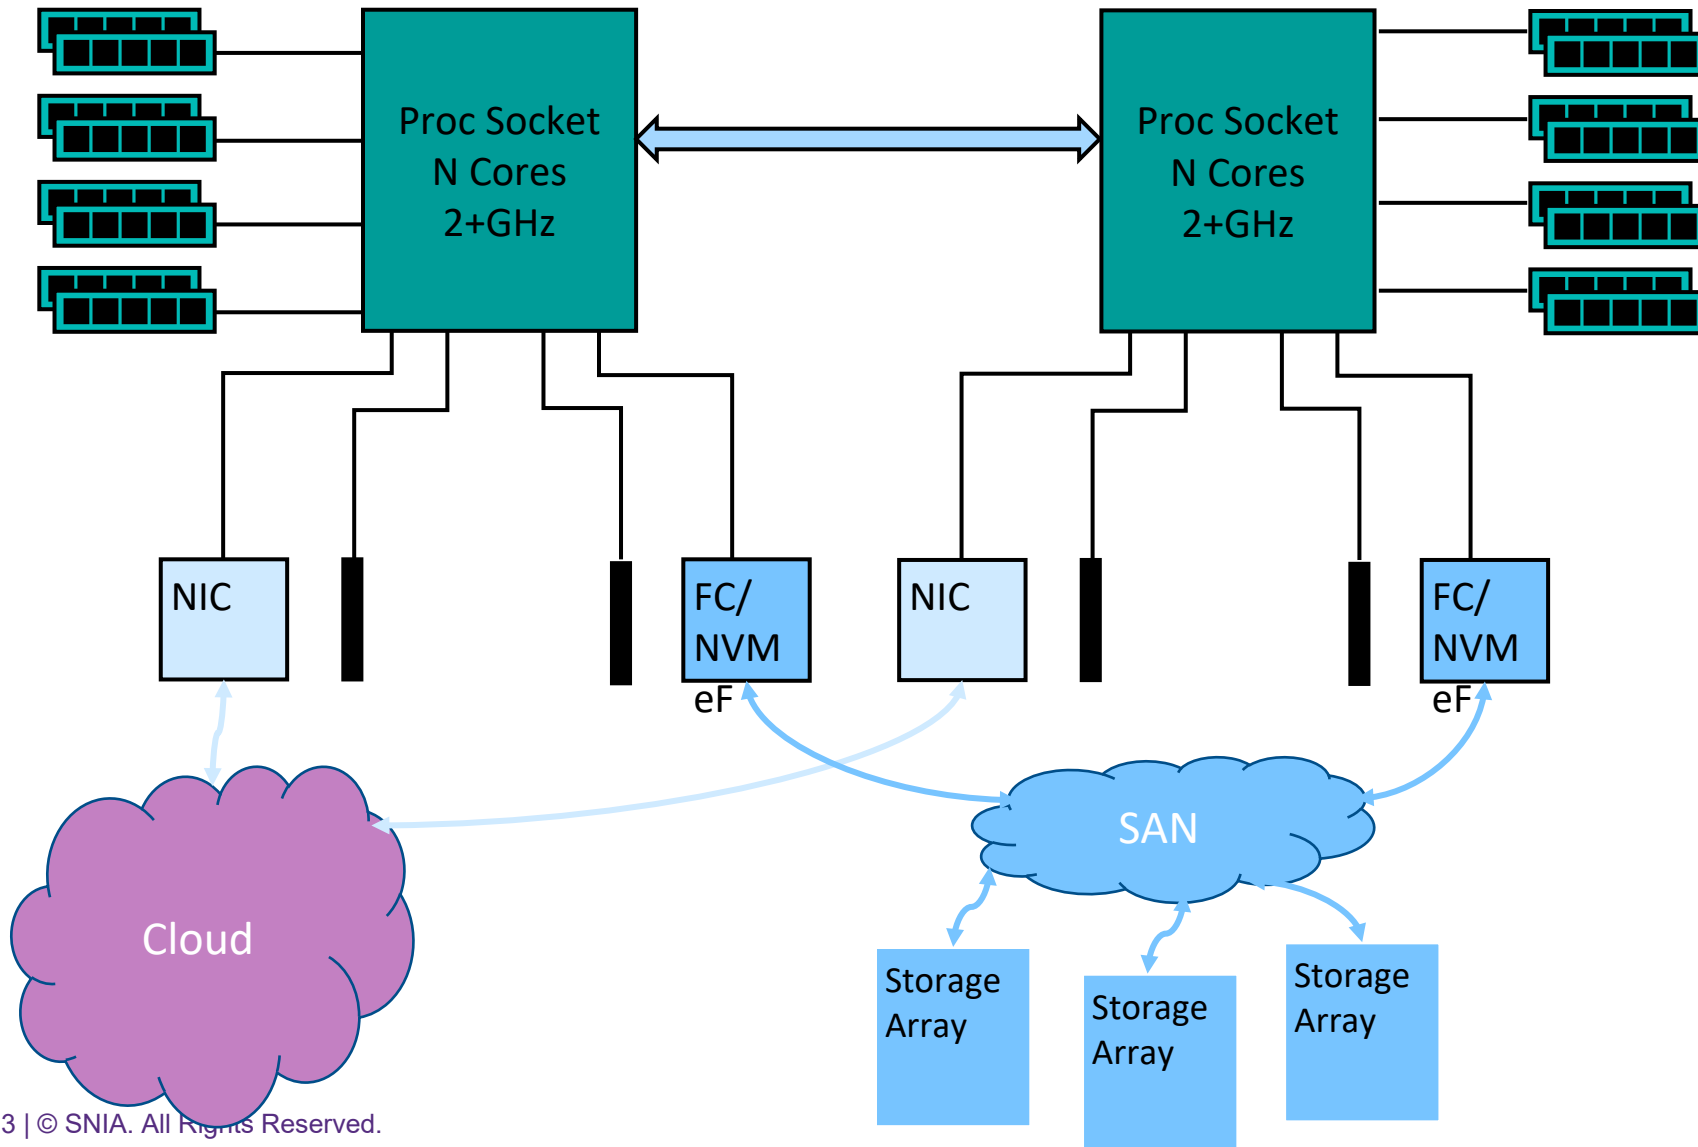 Proc Socket
N Cores
2+GHz
Proc Socket
N Cores
2+GHz
NIC
FC/
NVM
eF
NIC
FC/
NVM
eF
SAN
Cloud
Storage
Array
Storage
Array
Storage
Array
3 | © SNIA. All Rights Reserved.